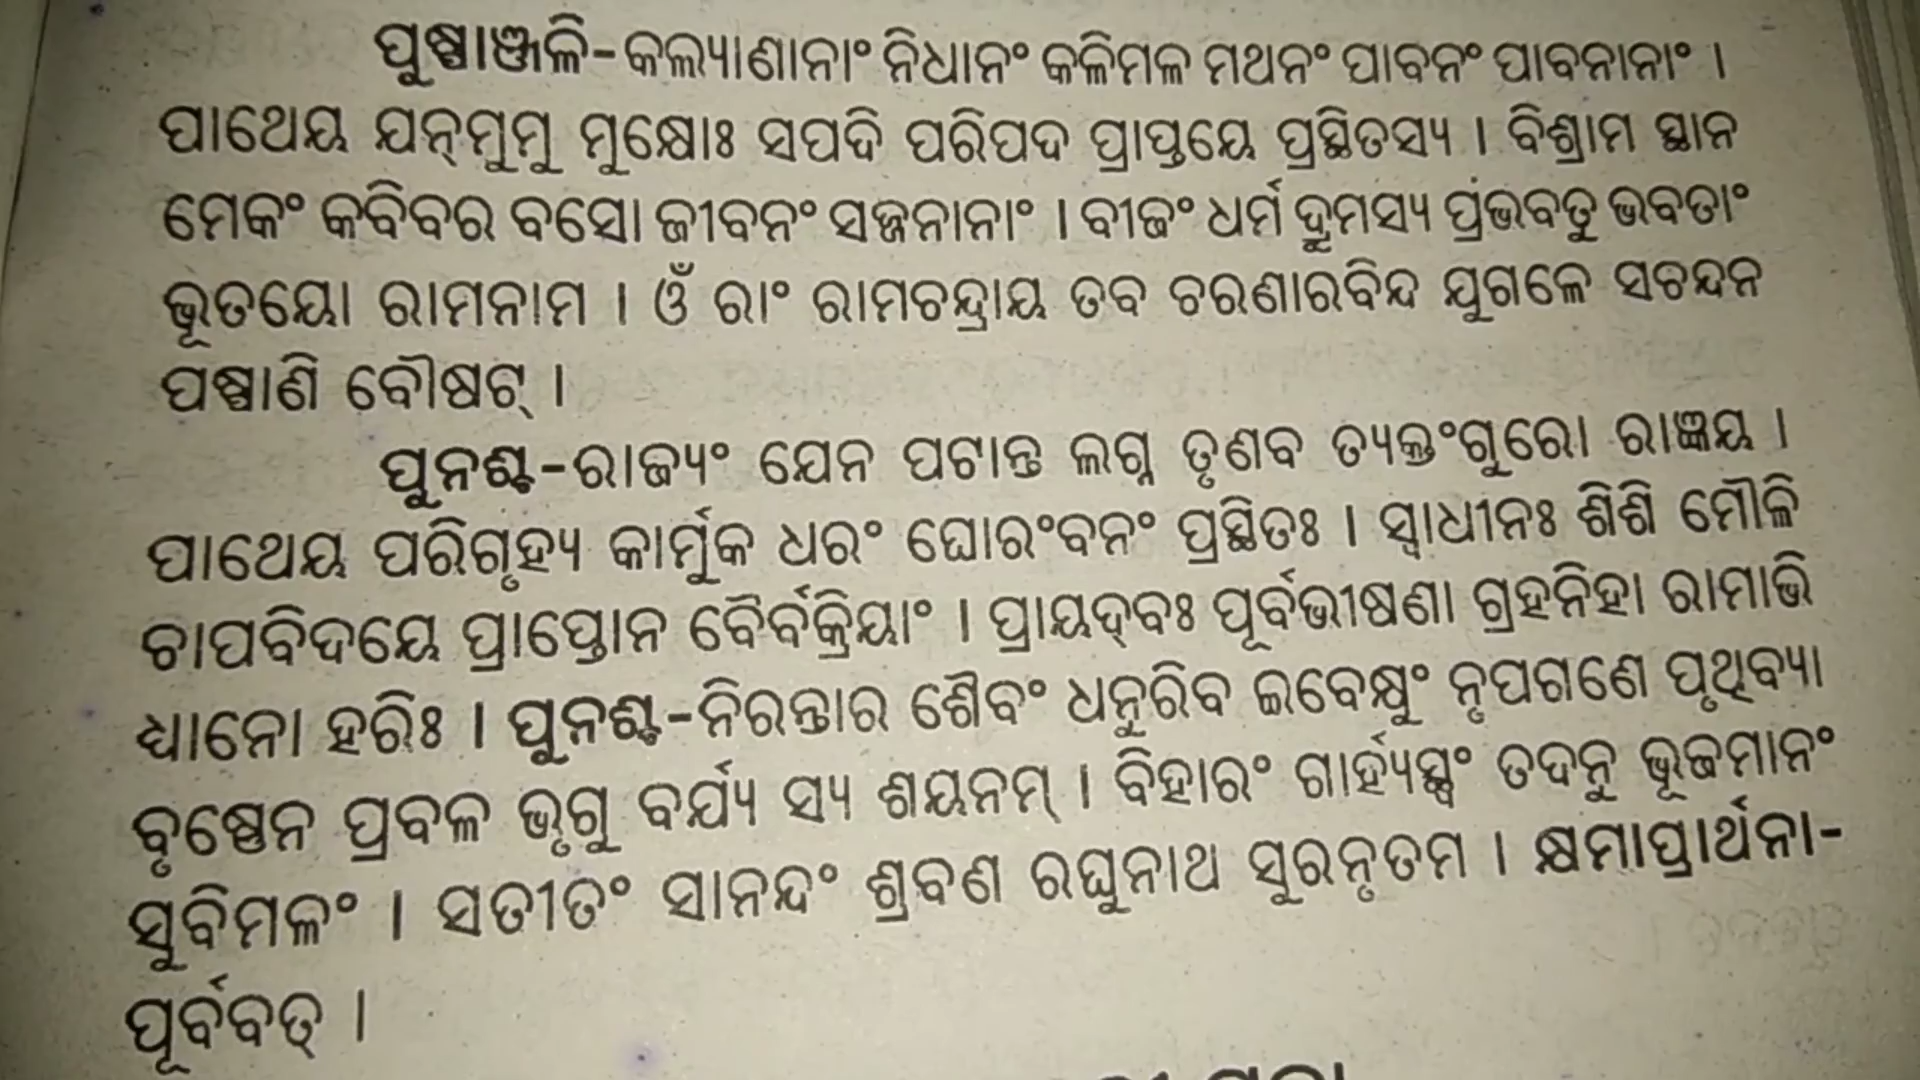 ପୁଷ୍ପାଞ୍ଜଳି-କଲ୍ୟାଣାନାଂ ନିଧାନଂ କଳିମଳ ମଥନଂ ପାବନଂ ପାବନାନାଂ ।
ପାଥେୟ ଯନ୍‌ମୁମୁ ମୁକ୍ଷୋଃ ସପଦି ପରିପଦ ପ୍ରାପ୍ତୟେ ପ୍ରସ୍ଥିତସ୍ୟ । ବିଶ୍ରାମ ସ୍ଥାନ
ମେକଂ କବିବର ବସୋ ଜୀବନଂ ସଜ୍ଜନାନାଂ । ବୀଜଂ ଧର୍ମ ଦ୍ରୁମସ୍ୟ ପ୍ରଂଭବତୁ ଭବତାଂ
ଭୂତୟୋ ରାମନାମ । ଓଁ ରାଂ ରାମଚନ୍ଦ୍ରାୟ ତବ ଚରଣାରବିନ୍ଦ ଯୁଗଳେ ସଚନ୍ଦନ
ପଷ୍ପାଣି ବୌଷଟ୍ ।
ପୁନଶ୍ଚ-ରାଜ୍ୟଂ ଯେନ ପଟାନ୍ତ ଲଗ୍ନ ତୃଣବ ତ୍ୟକ୍ତଂଗୁରୋ ରାଜ୍ଞୟ ।
ପାଥେୟ ପରିଗୃହ୍ୟ କାର୍ମୁକ ଧରଂ ଘୋରଂବନଂ ପ୍ରସ୍ଥିତଃ । ସ୍ୱାଧୀନଃ ଶିଶି ମୌଳି
ଚାପବିଦୟେ ପ୍ରାପ୍ତୋନ ବୈର୍ବକ୍ରିୟାଂ । ପ୍ରାୟଦ୍‌ବଃ ପୂର୍ବଭୀଷଣା ଗ୍ରହନିହା ରାମାଭି
ଧ୍ୟାନୋ ହରିଃ । ପୁନଶ୍ଚ-ନିରନ୍ତାର ଶୈବଂ ଧନୁରିବ ଇବେକ୍ଷୁଂ ନୃପଗଣେ ପୃଥିବ୍ୟା
ବୃଷ୍ଣେନ ପ୍ରବଳ ଭୃଗୁ ବର୍ଯ୍ୟ ସ୍ୟ ଶୟନମ୍ । ବିହାରଂ ଗାର୍ହ୍ୟସ୍ଥ୍ୱଂ ତଦନୁ ଭୂଜମାନଂ
ସୁବିମଳଂ । ସତୀତଂ ସାନନ୍ଦଂ ଶ୍ରବଣ ରଘୁନାଥ ସୁରନୃତମ । କ୍ଷମାପ୍ରାର୍ଥନା-
ପୂର୍ବବତ୍ ।